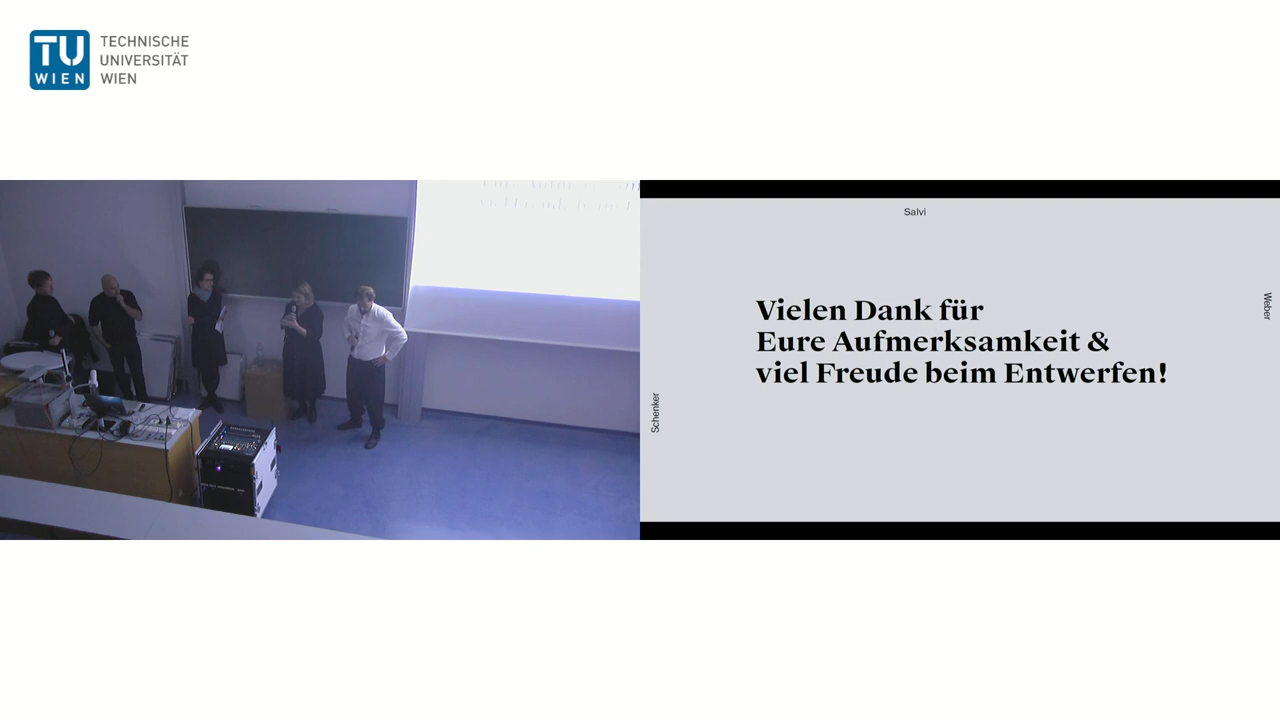 TU
WIEN
TECHNISCHE
UNIVERSITÄT
WIEN
Salvi
Weber
Vielen Dank für
Eure Aufmerksamkeit &
viel Freude beim Entwerfen!
Schenker